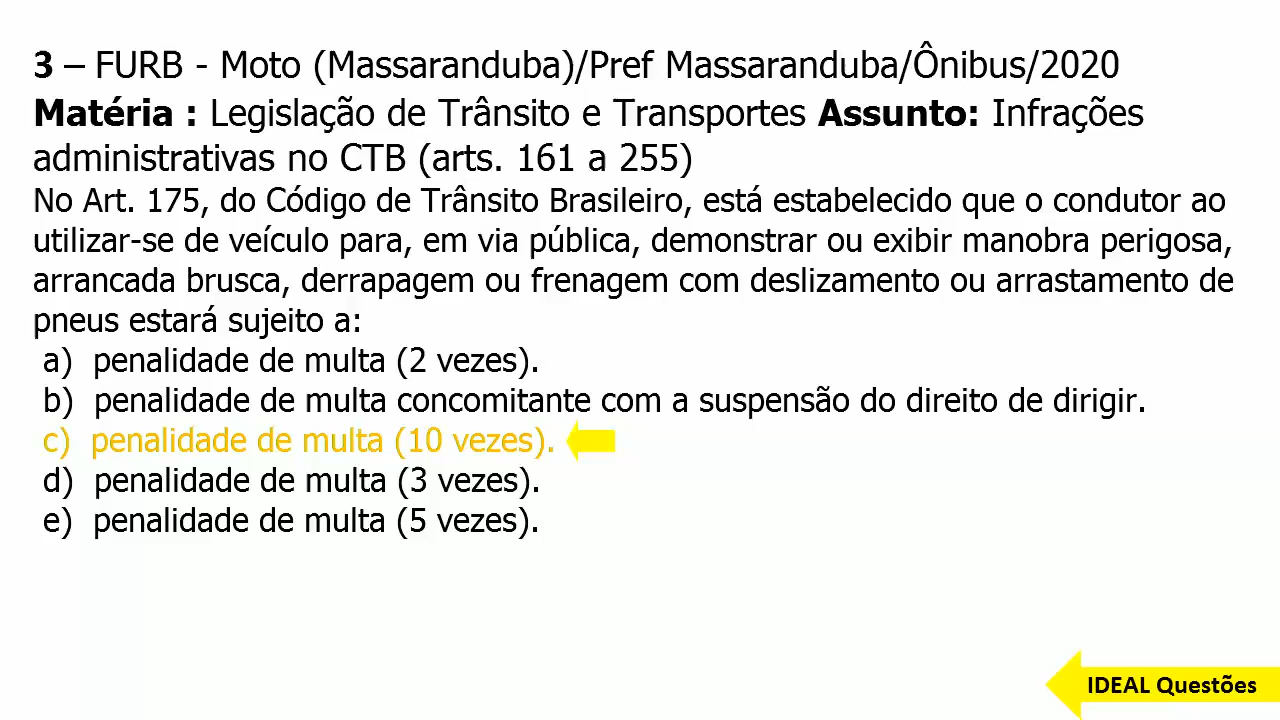 3 – FURB - Moto (Massaranduba)/Pref Massaranduba/Ônibus/2020
Matéria : Legislação de Trânsito e Transportes Assunto: Infrações
administrativas no CTB (arts. 161 a 255)
No Art. 175, do Código de Trânsito Brasileiro, está estabelecido que o condutor ao
utilizar-se de veículo para, em via pública, demonstrar ou exibir manobra perigosa,
arrancada brusca, derrapagem ou frenagem com deslizamento ou arrastamento de
pneus estará sujeito a:
a) penalidade de multa (2 vezes).
b) penalidade de multa concomitante com a suspensão do direito de dirigir.
c) penalidade de multa (10 vezes).
d) penalidade de multa (3 vezes).
e) penalidade de multa (5 vezes).
IDEAL Questões